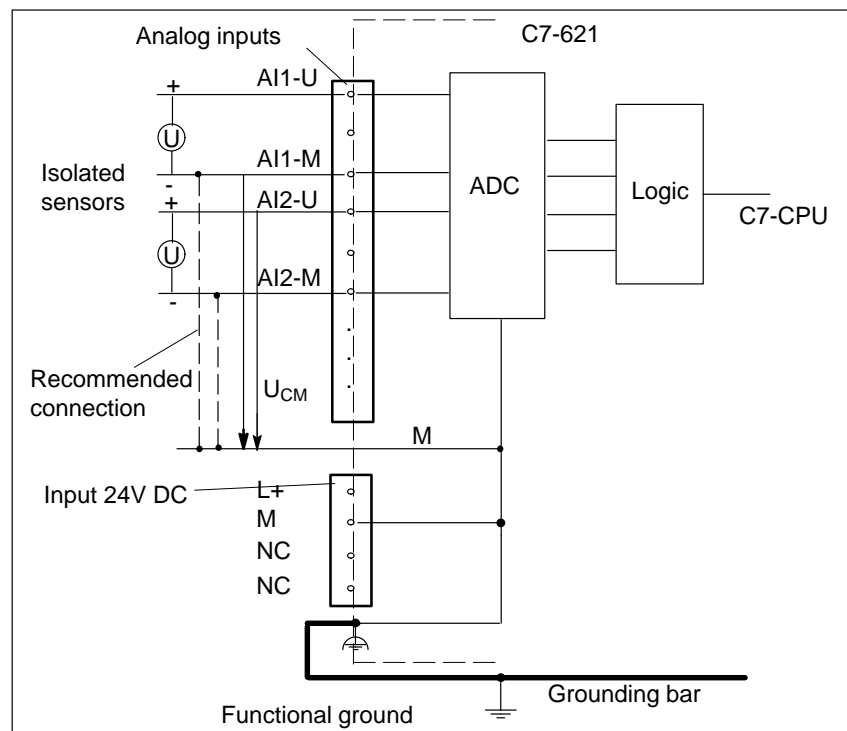 Analog inputs
C7-621
AI1-U
+
U
AI1-M
-
Isolated
sensors
+
AI2-U
U
AI2-M
-
ADC
Logic
C7-CPU
Recommended
connection
UCM
M
Input 24V DC
L+
M
NC
NC
Grounding bar
Functional ground